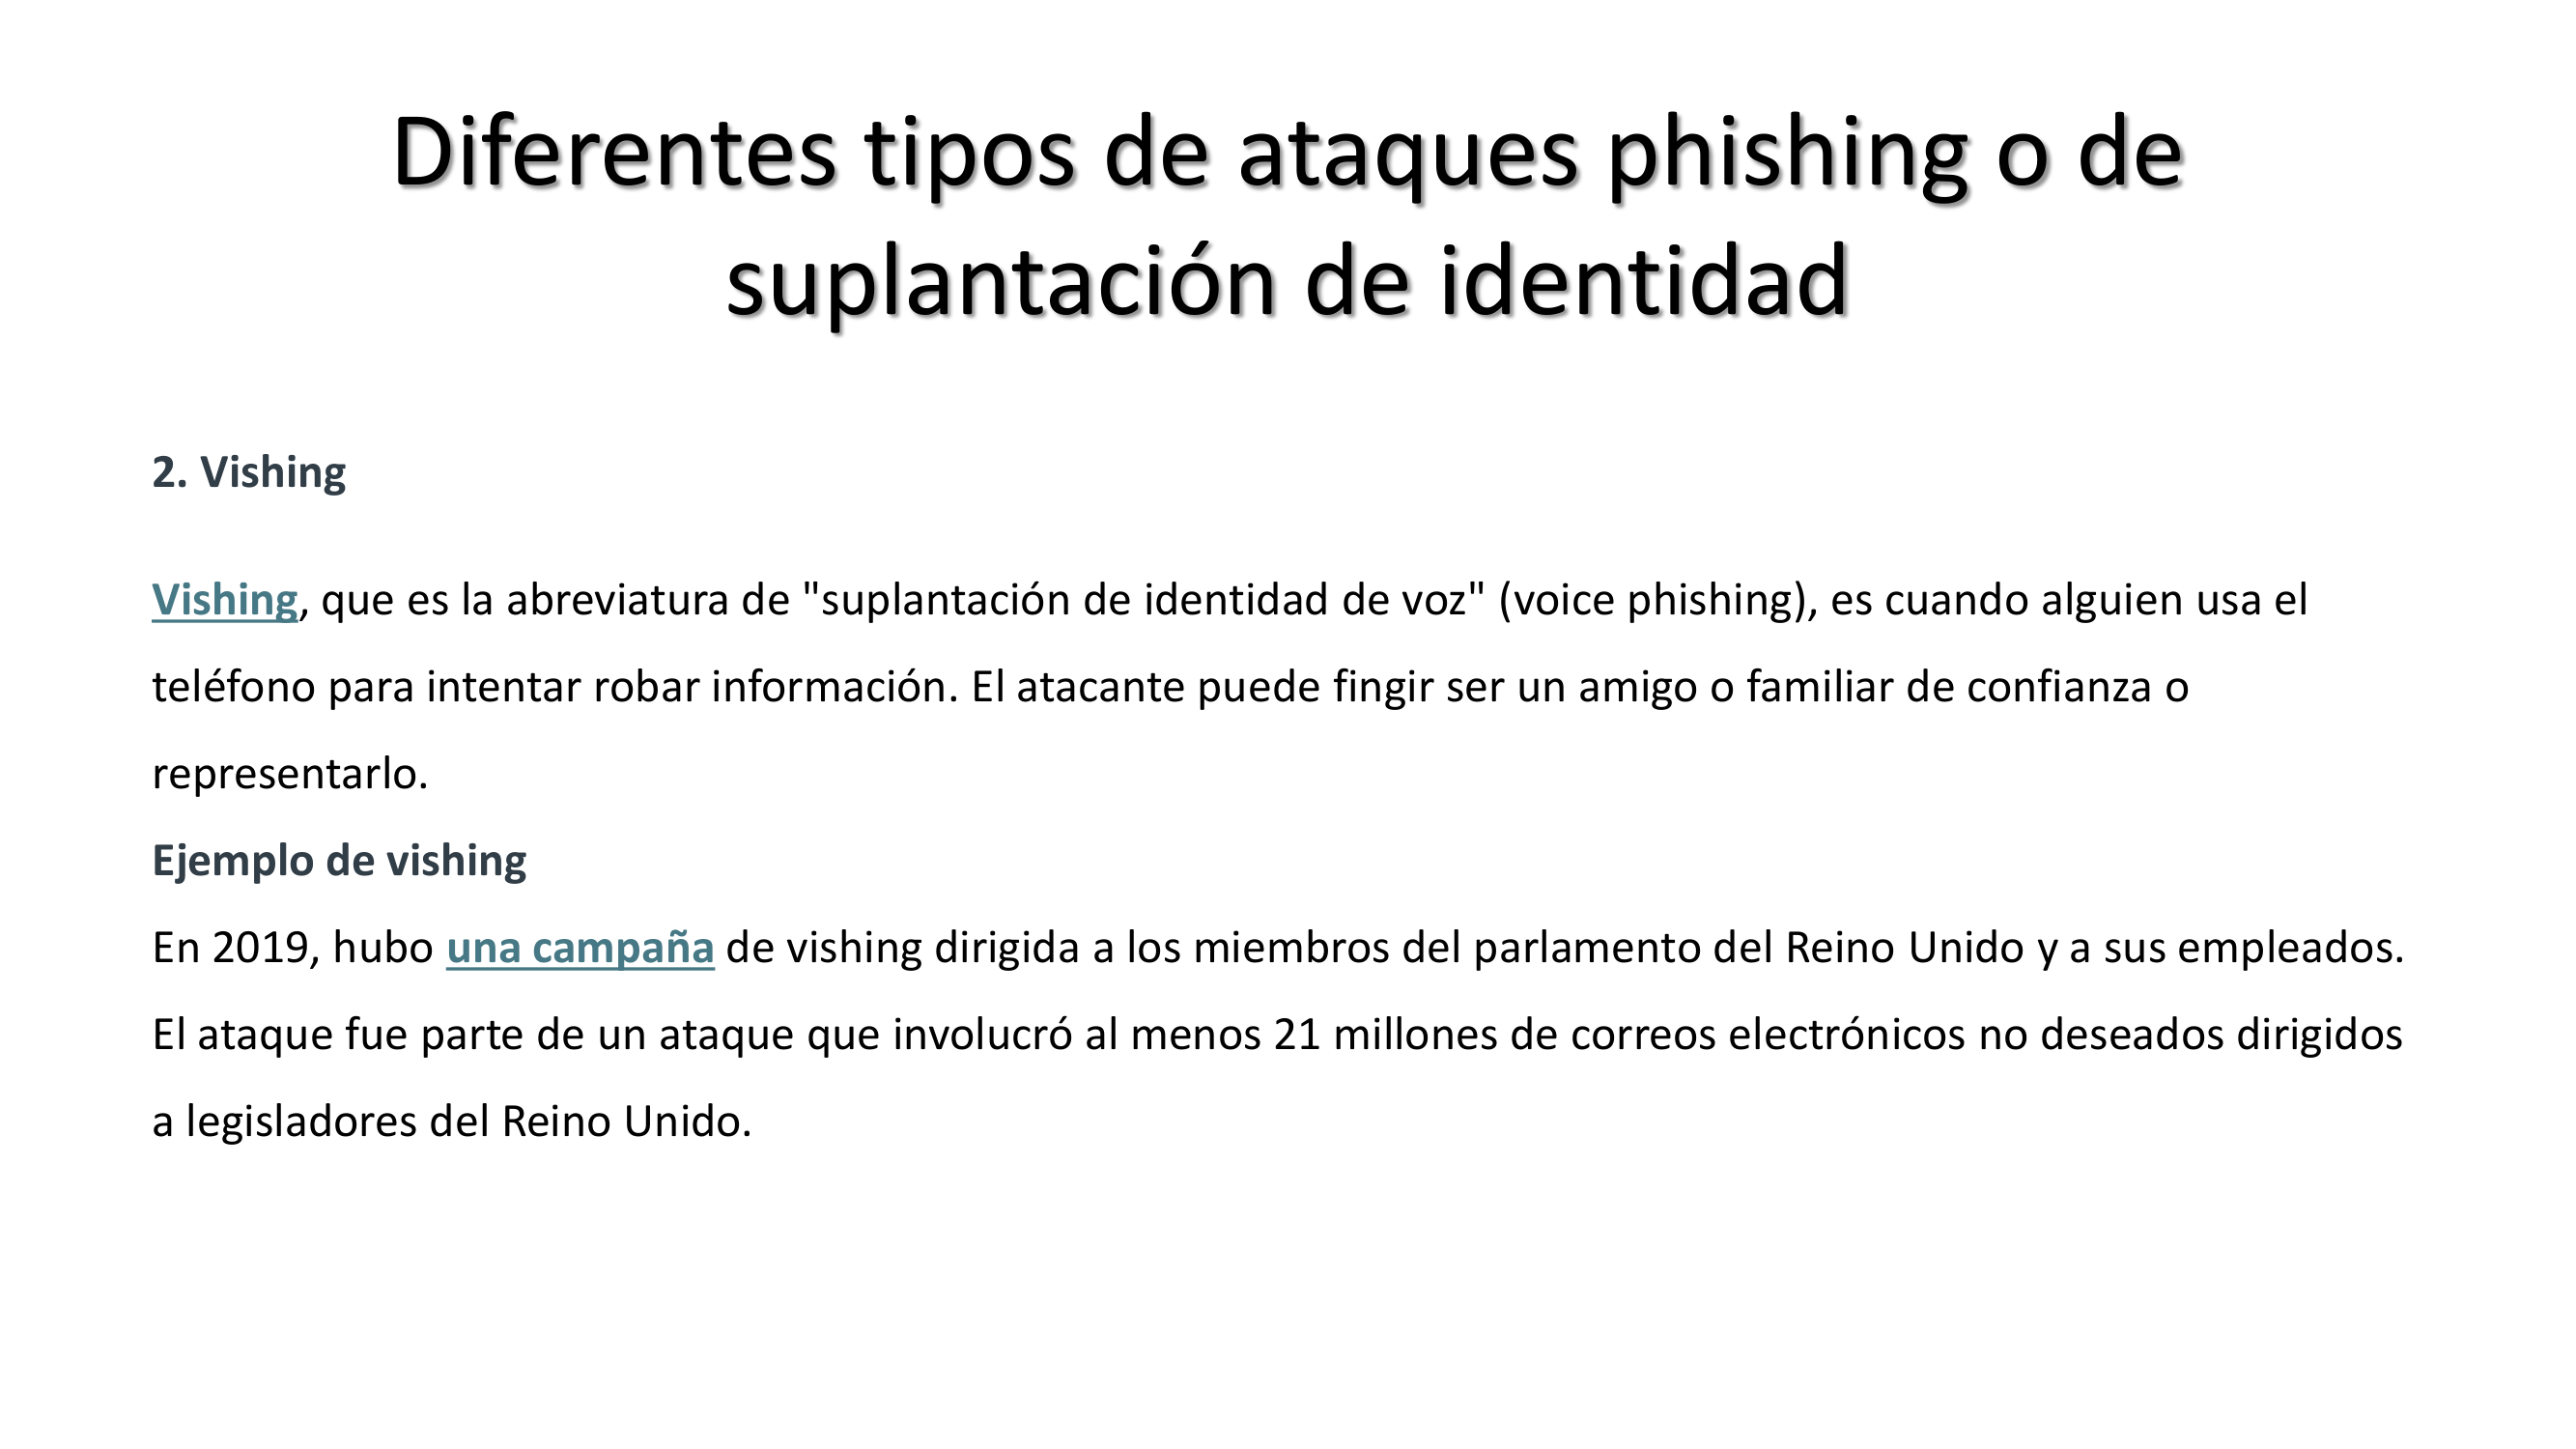 Diferentes tipos de ataques phishing o de
suplantación de identidad
2. Vishing
Vishing, que es la abreviatura de "suplantación de identidad de voz" (voice phishing), es cuando alguien usa el
teléfono para intentar robar información. El atacante puede fingir ser un amigo o familiar de confianza o
representarlo.
Ejemplo de vishing
En 2019, hubo una campaña de vishing dirigida a los miembros del parlamento del Reino Unido y a sus empleados.
El ataque fue parte de un ataque que involucró al menos 21 millones de correos electrónicos no deseados dirigidos
a legisladores del Reino Unido.